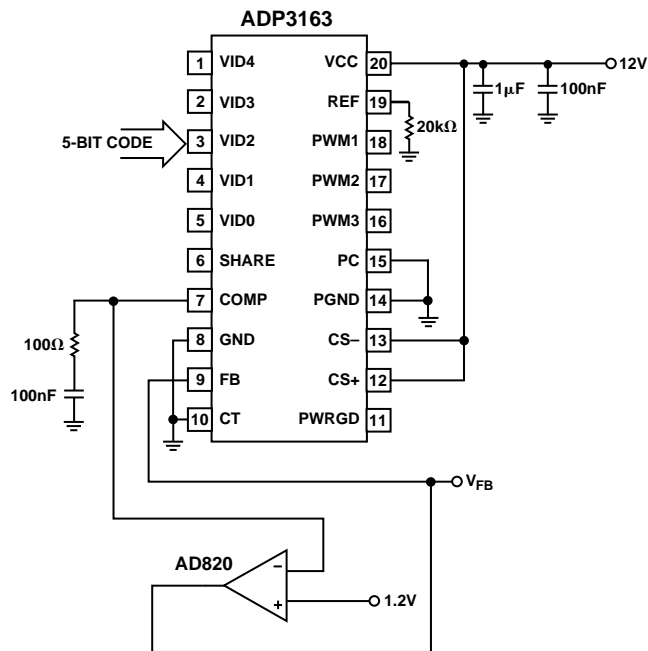 ADP3163
1 VID4
VCC 20
12V
2 VID3
REF 19
1μF
100nF
20kΩ
5-BIT CODE
3 VID2
PWM1 18
4 VID1
PWM2 17
5 VID0
PWM3 16
6 SHARE
PC 15
7 COMP
PGND 14
100Ω
8 GND
CS– 13
100nF
9 FB
CS+ 12
10 CT
PWRGD 11
VFB
AD820
–
+
1.2V